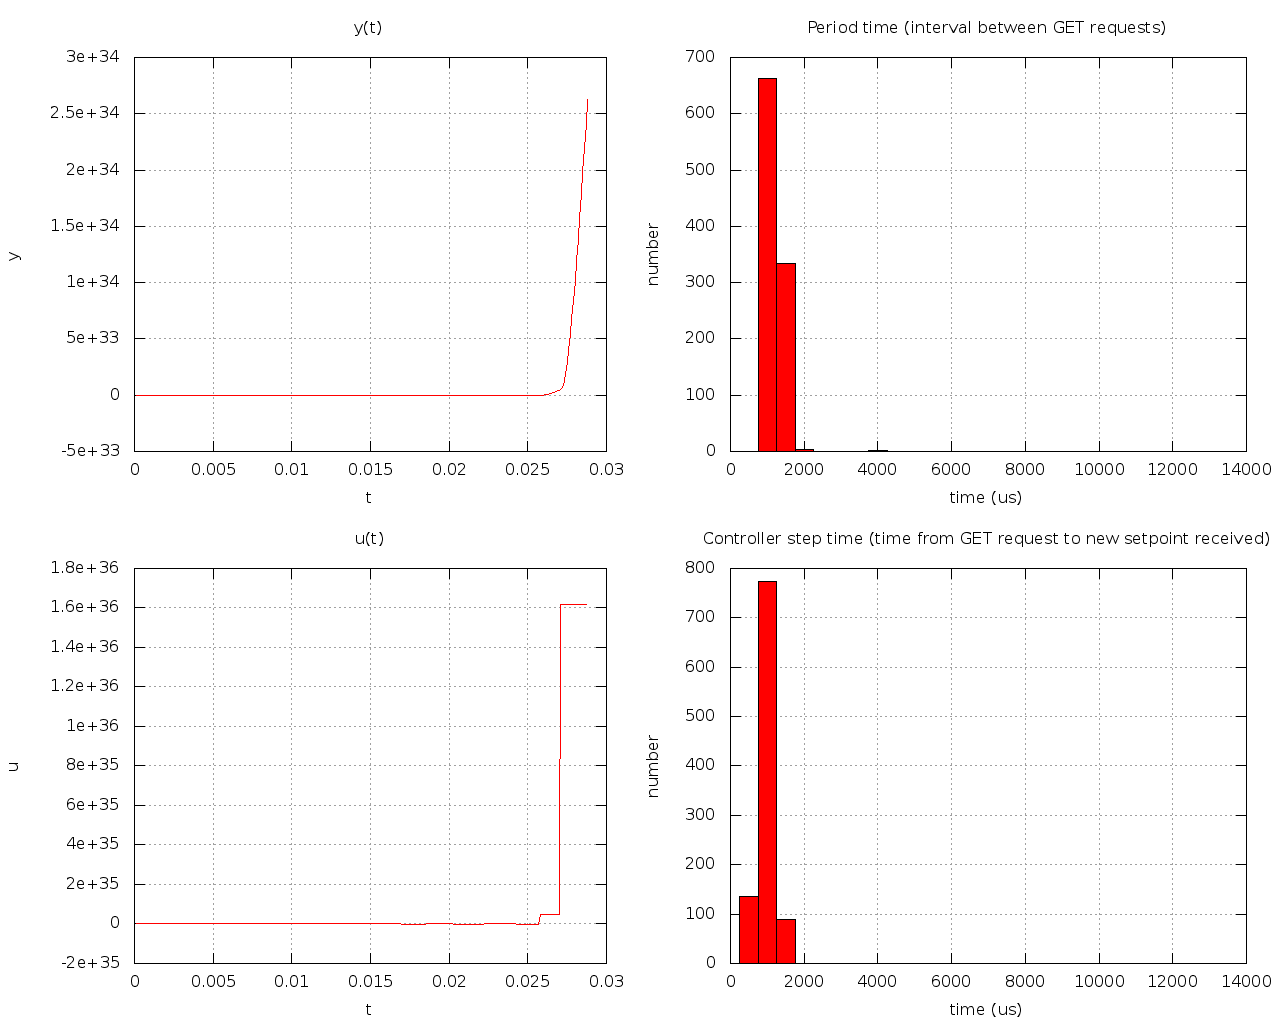 y(t)
3e+34
2.5e+34
2e+34
1.5e+34
1e+34
5e+33
0
-5e+33
y
0 0.005 0.01 0.015 0.02 0.025 0.03
t
Period time (interval between GET requests)
700
600
500
400
300
200
100
0
number
0 2000 4000 6000 8000 10000 12000 14000
time (us)
u(t)
1.8e+36
1.6e+36
1.4e+36
1.2e+36
1e+36
8e+35
6e+35
4e+35
2e+35
0
-2e+35
u
0 0.005 0.01 0.015 0.02 0.025 0.03
t
Controller step time (time from GET request to new setpoint received)
800
700
600
500
400
300
200
100
0
number
0 2000 4000 6000 8000 10000 12000 14000
time (us)